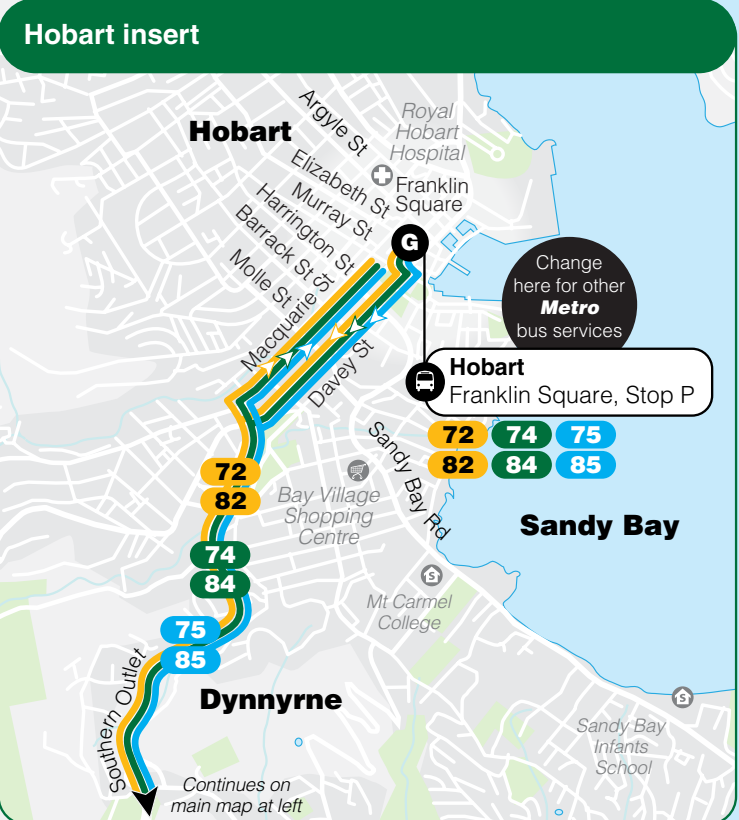 Hobart insert
Argyle St
Royal
Hobart
Hospital
Hobart
Elizabeth St
Franklin
Square
Murray St
Harrington St
Barrack St
Molle St
G
Macquarie St
Change
here for other
Metro
bus services
Davey St
Hobart
Franklin Square, Stop P
72 74 75
82 84 85
Sandy Bay Rd
72
82
Bay Village
Shopping
Centre
Sandy Bay
74
84
S
Mt Carmel
College
75
85
Southern Outlet
Dynnyrne
S
Sandy Bay
Infants
School
Continues on
main map at left